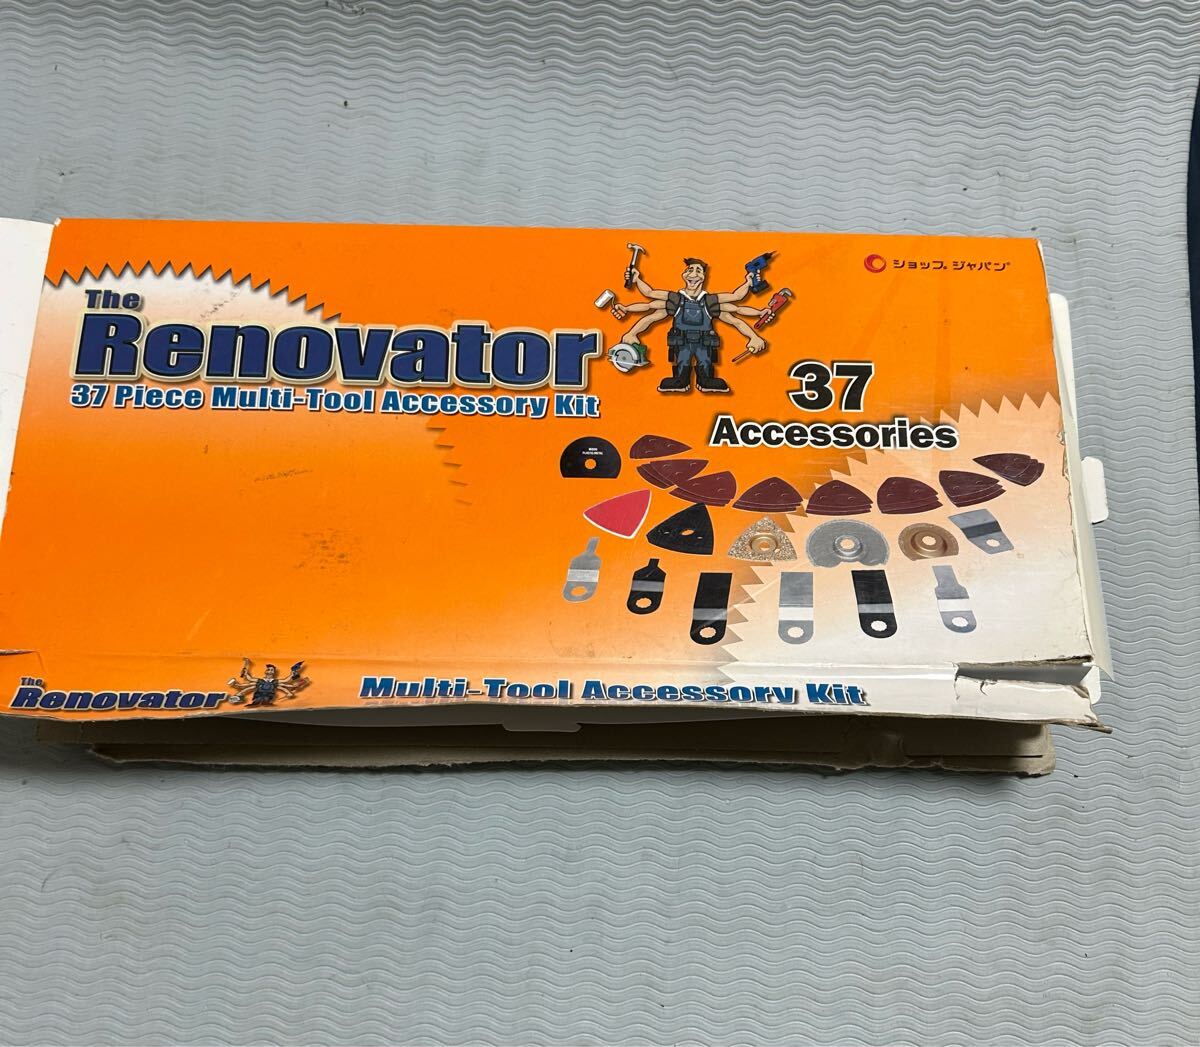 The
Renovator
37 Piece Multi-Tool Accessory Kit
ショップジャパン
37
Accessories
The
Renovator
Multi-Tool Accessory Kit